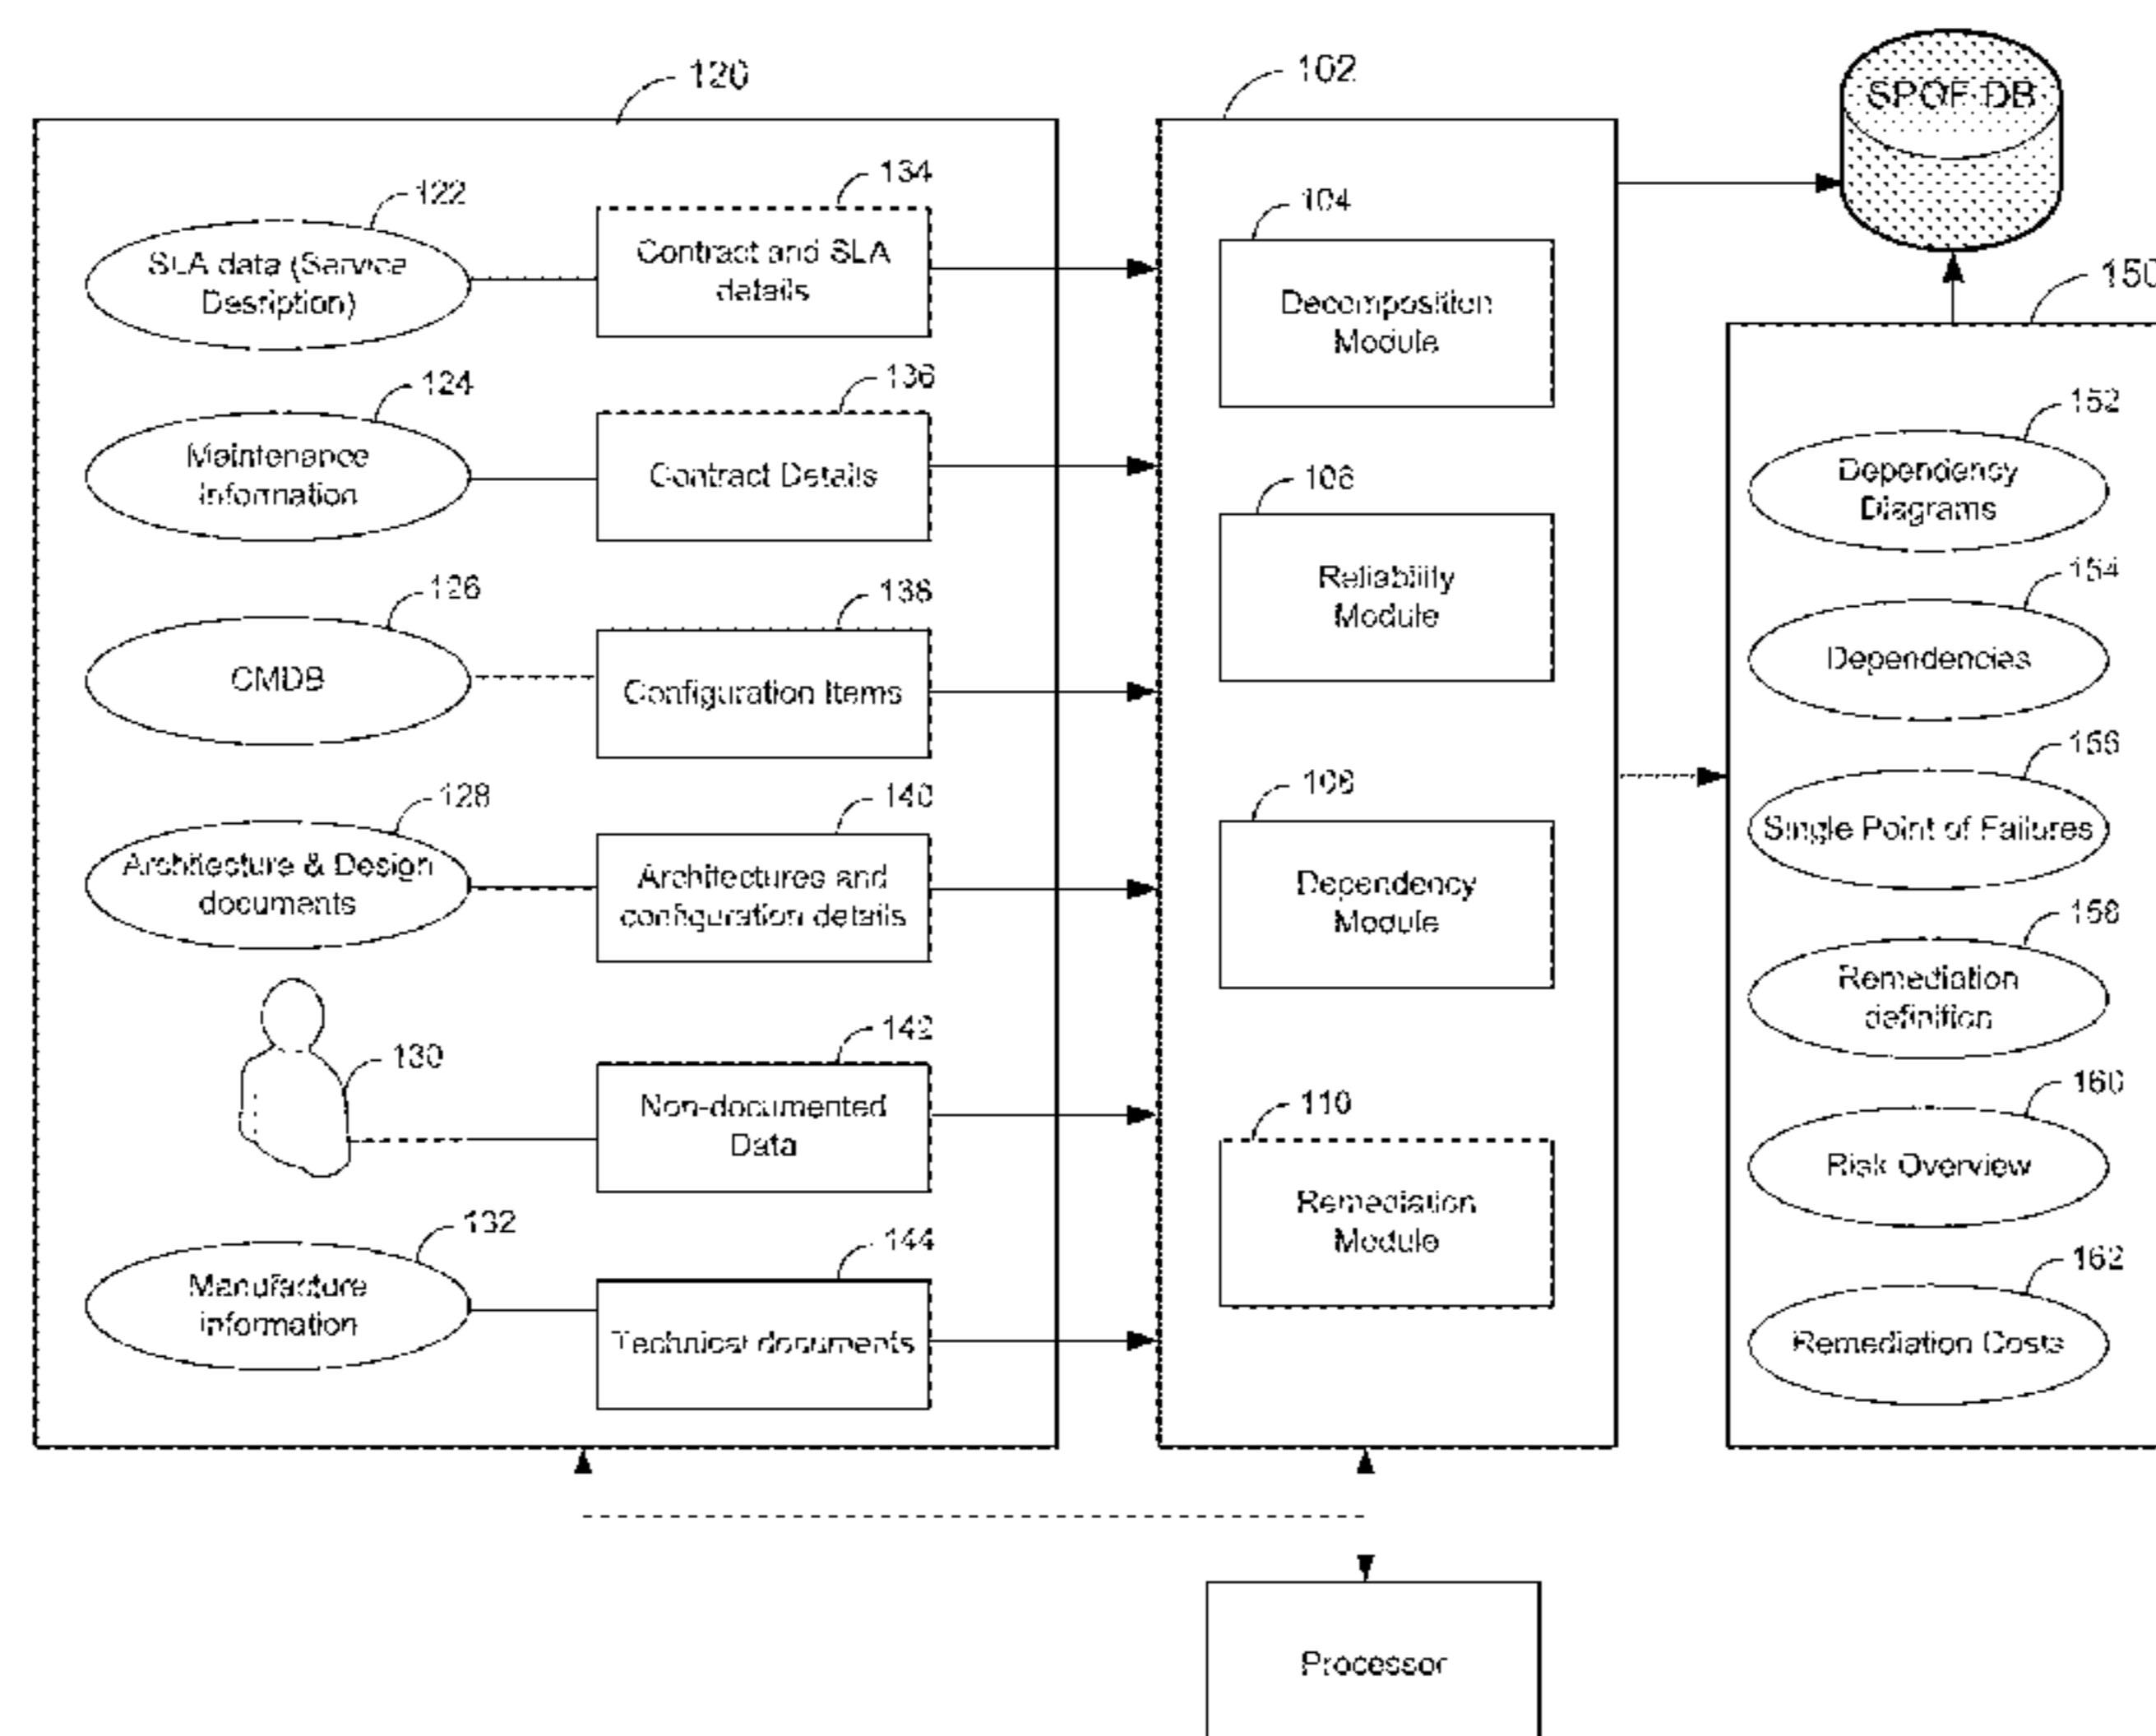 120
102
SPOF DB
122
SLA data (Service
Desription)
134
Contract and SLA
details
104
Decomposition
Module
150
124
Maintenance
Information
136
Contract Details
106
Reliability
Module
152
Dependency
Diagrams
126
CMDB
138
Configuration Items
154
Dependencies
128
Architecture & Design
documents
140
Architectures and
configuration details
108
Dependency
Module
156
Single Point of Failures
158
Remediation
definition
130
142
Non-documented
Data
110
Remediation
Module
160
Risk Overview
132
Manufacture
information
144
Technical documents
162
Remediation Costs
Processor